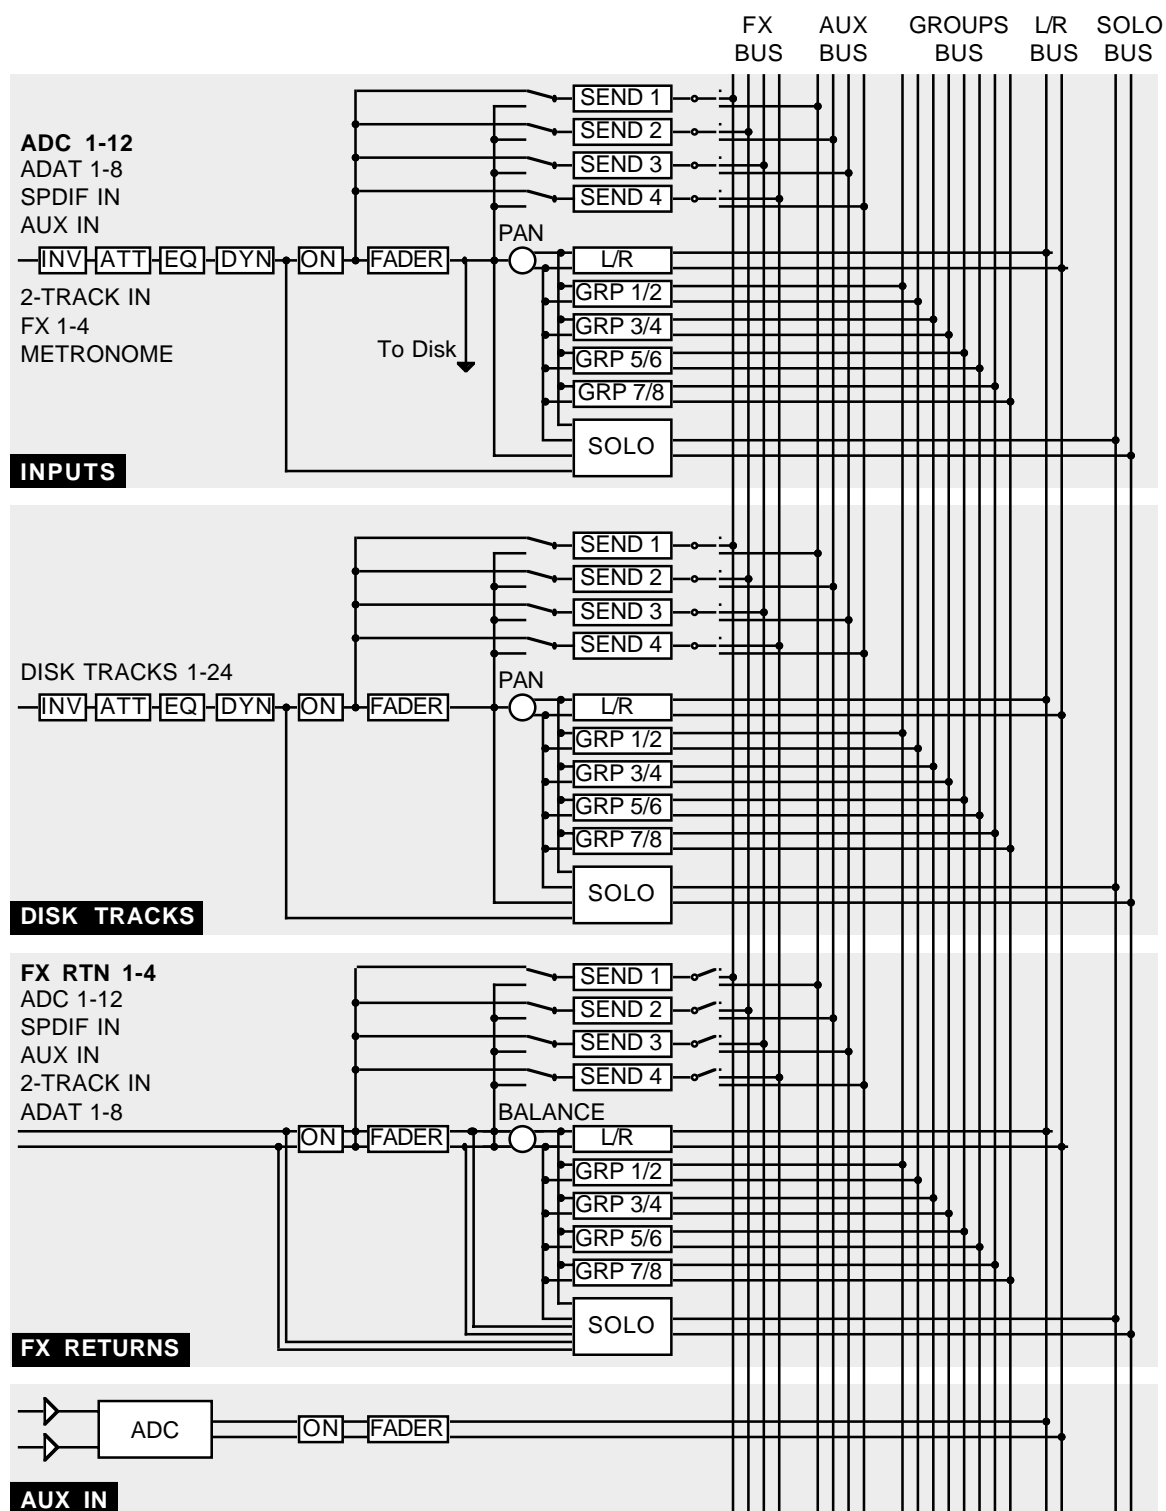 FX BUS
AUX BUS
GROUPS BUS
L/R BUS
SOLO BUS
ADC 1-12
ADAT 1-8
SPDIF IN
AUX IN
INV ATT EQ DYN ON FADER
2-TRACK IN
FX 1-4
METRONOME
To Disk
PAN
SEND 1
SEND 2
SEND 3
SEND 4
L/R
GRP 1/2
GRP 3/4
GRP 5/6
GRP 7/8
SOLO
INPUTS
DISK TRACKS 1-24
INV ATT EQ DYN ON FADER
PAN
SEND 1
SEND 2
SEND 3
SEND 4
L/R
GRP 1/2
GRP 3/4
GRP 5/6
GRP 7/8
SOLO
DISK TRACKS
FX RTN 1-4
ADC 1-12
SPDIF IN
AUX IN
2-TRACK IN
ADAT 1-8
ON FADER
BALANCE
SEND 1
SEND 2
SEND 3
SEND 4
L/R
GRP 1/2
GRP 3/4
GRP 5/6
GRP 7/8
SOLO
FX RETURNS
ADC ON FADER
AUX IN